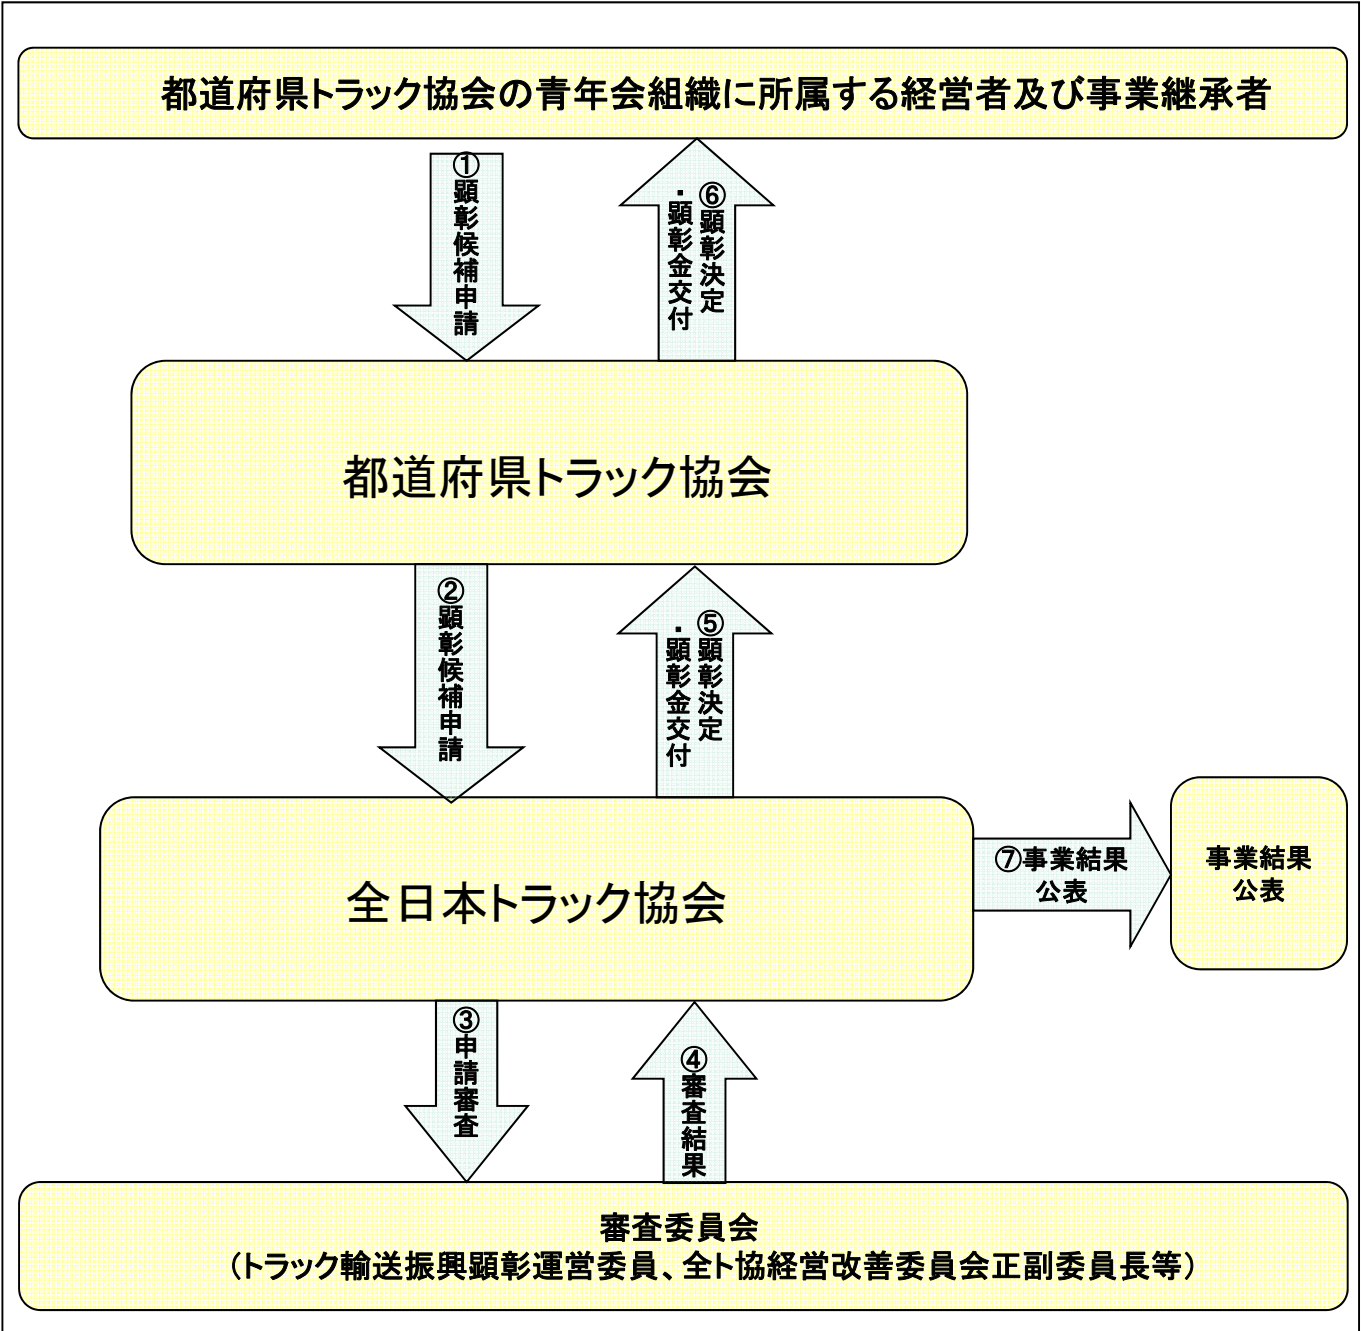 都道府県トラック協会の青年会組織に所属する経営者及び事業継承者
①顕彰候補申請
⑥顕彰決定
・顕彰金交付
都道府県トラック協会
②顕彰候補申請
⑤顕彰決定
・顕彰金交付
全日本トラック協会
⑦事業結果
公表
事業結果
公表
③申請審査
④審査結果
審査委員会
（トラック輸送振興顕彰運営委員、全ト協経営改善委員会正副委員長等）